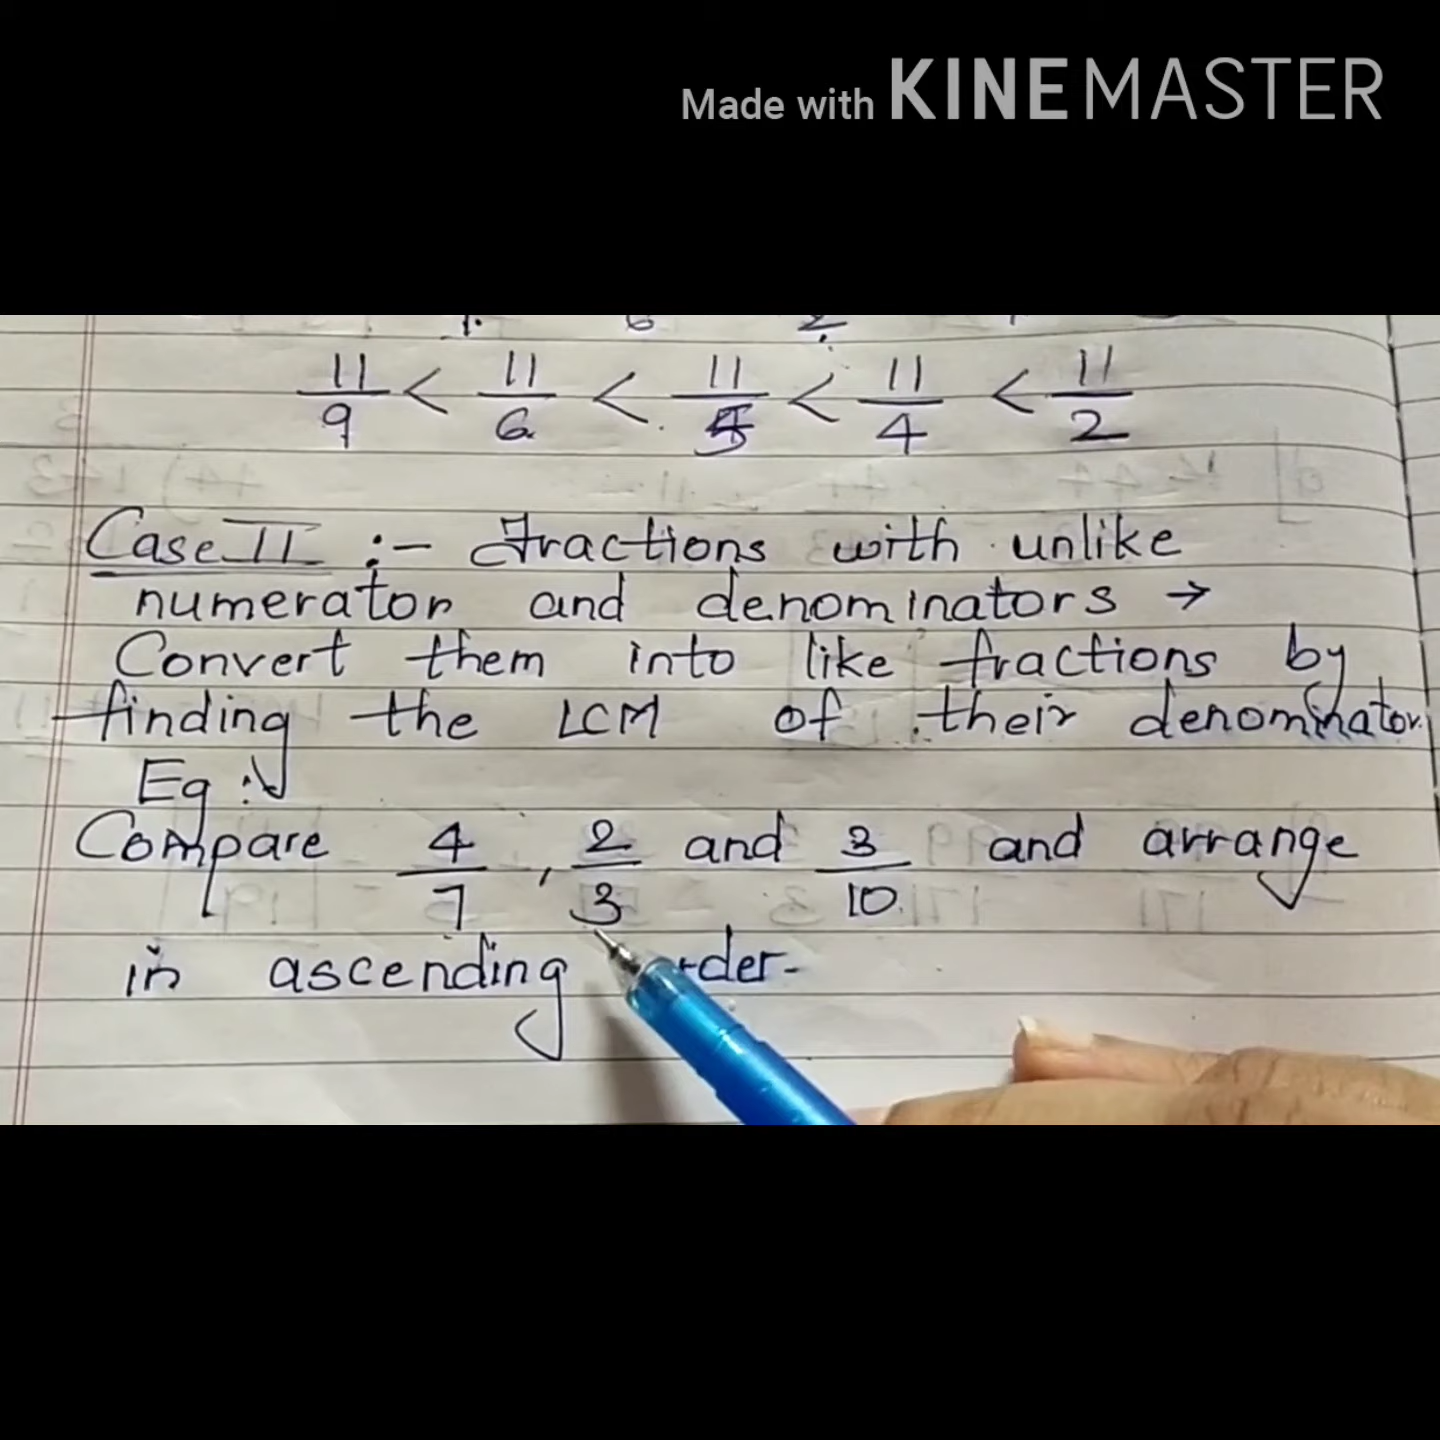 Made with KINEMASTER
11/9 < 11/6 < 11/5 < 11/4 < 11/2
Case II :- Fractions with unlike
numerator and denominators →
Convert them into like fractions by
finding the LCM of their denominator.
Eg :
Compare 4/7 , 2/3 and 3/10 and arrange
in ascending